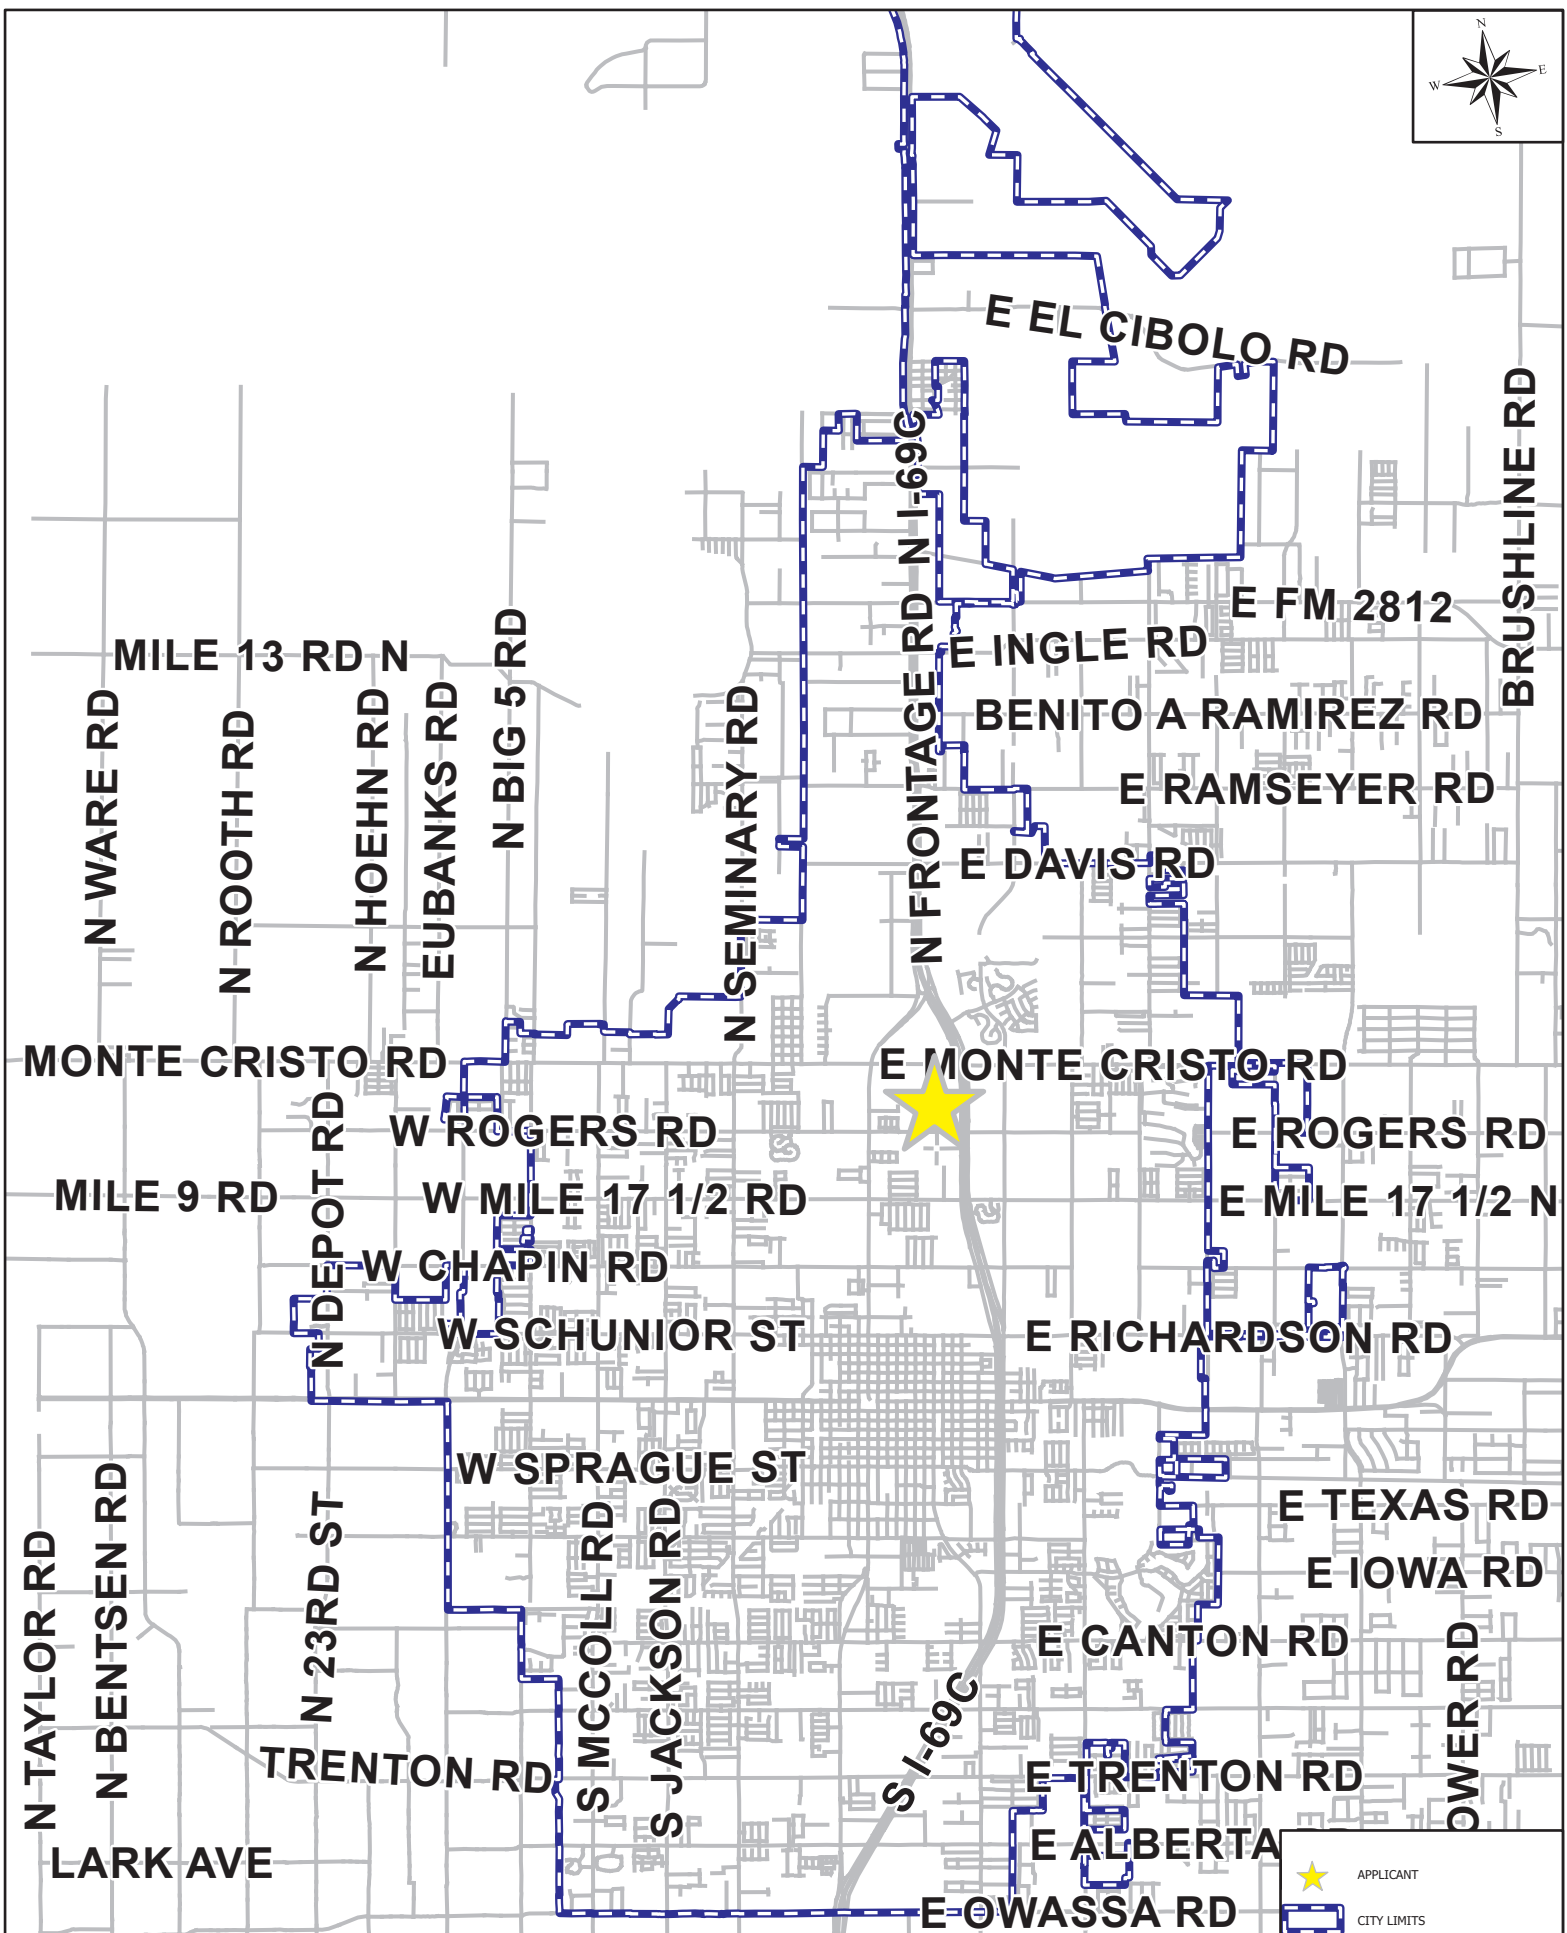 N
W
E
S
E EL CIBOLO RD
BRUSHLINE RD
N I-69C
E FM 2812
MILE 13 RD N
E INGLE RD
N BIG 5 RD
N FRONTAGE RD
BENITO A RAMIREZ RD
N WARE RD
N ROOTH RD
N HOEHN RD
EUBANKS RD
N SEMINARY RD
E RAMSEYER RD
E DAVIS RD
MONTE CRISTO RD
E MONTE CRISTO RD
W ROGERS RD
E ROGERS RD
N DEPOT RD
MILE 9 RD
W MILE 17 1/2 RD
E MILE 17 1/2 N
W CHAPIN RD
W SCHUNIOR ST
E RICHARDSON RD
W SPRAGUE ST
E TEXAS RD
N TAYLOR RD
N BENTSEN RD
N 23RD ST
S MCCOLL RD
S JACKSON RD
E IOWA RD
E CANTON RD
OWER RD
S I-69C
TRENTON RD
E TRENTON RD
E ALBERTA
LARK AVE
E OWASSA RD
APPLICANT
CITY LIMITS